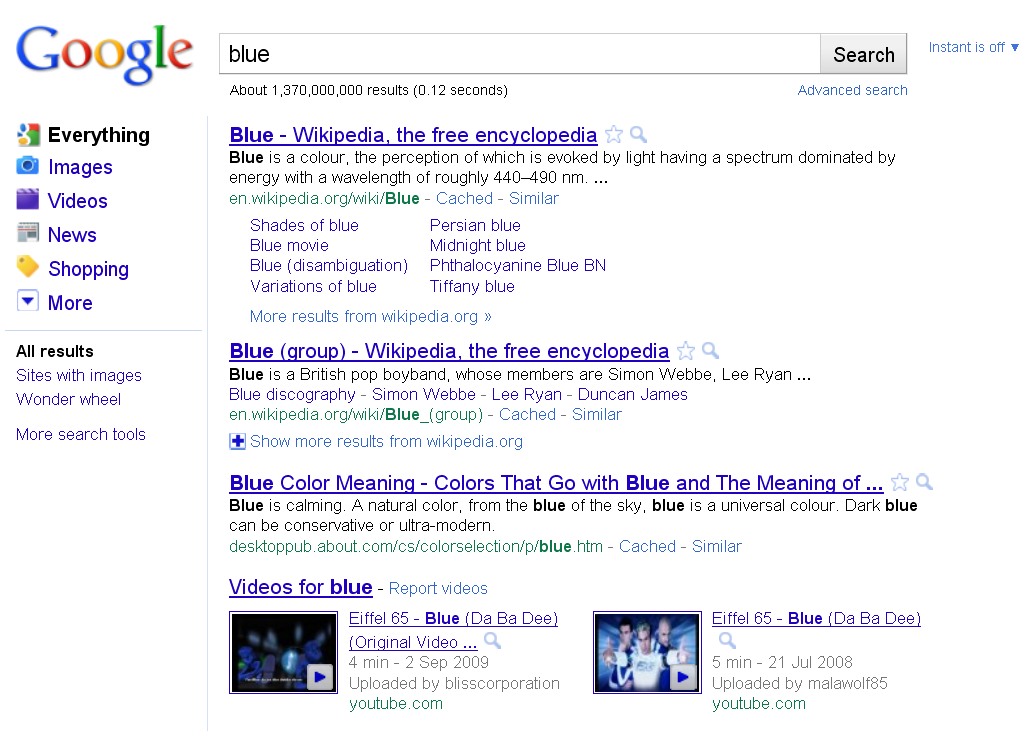 Google
blue
Search
Instant is off ▼
About 1,370,000,000 results (0.12 seconds)
Advanced search
Everything
Images
Videos
News
Shopping
More
All results
Sites with images
Wonder wheel
More search tools
Blue - Wikipedia, the free encyclopedia
Blue is a colour, the perception of which is evoked by light having a spectrum dominated by
energy with a wavelength of roughly 440–490 nm. ...
en.wikipedia.org/wiki/Blue - Cached - Similar
Shades of blue
Persian blue
Blue movie
Midnight blue
Blue (disambiguation)
Phthalocyanine Blue BN
Variations of blue
Tiffany blue
More results from wikipedia.org »
Blue (group) - Wikipedia, the free encyclopedia
Blue is a British pop boyband, whose members are Simon Webbe, Lee Ryan ...
Blue discography - Simon Webbe - Lee Ryan - Duncan James
en.wikipedia.org/wiki/Blue_(group) - Cached - Similar
Show more results from wikipedia.org
Blue Color Meaning - Colors That Go with Blue and The Meaning of ...
Blue is calming. A natural color, from the blue of the sky, blue is a universal colour. Dark blue
can be conservative or ultra-modern.
desktoppub.about.com/cs/colorselection/p/blue.htm - Cached - Similar
Videos for blue - Report videos
Eiffel 65 - Blue (Da Ba Dee)
(Original Video ...
4 min - 2 Sep 2009
Uploaded by blisscorporation
youtube.com
Eiffel 65 - Blue (Da Ba Dee)
5 min - 21 Jul 2008
Uploaded by malawolf85
youtube.com